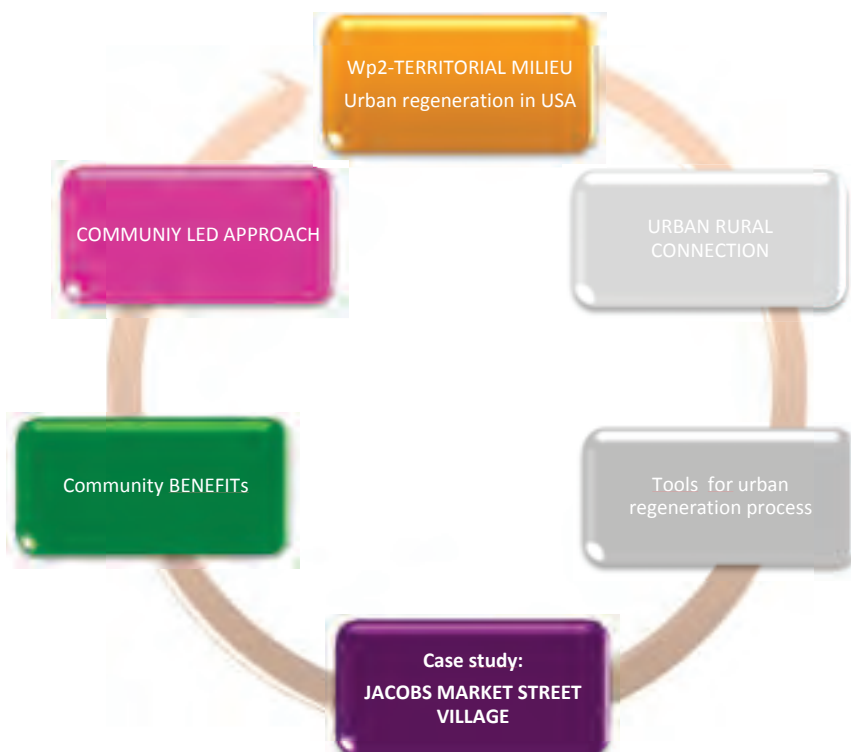 Wp2-TERRITORIAL MILIEU
Urban regeneration in USA
URBAN RURAL
CONNECTION
Tools for urban
regeneration process
Case study:
JACOBS MARKET STREET
VILLAGE
Community BENEFITs
COMMUNIY LED APPROACH